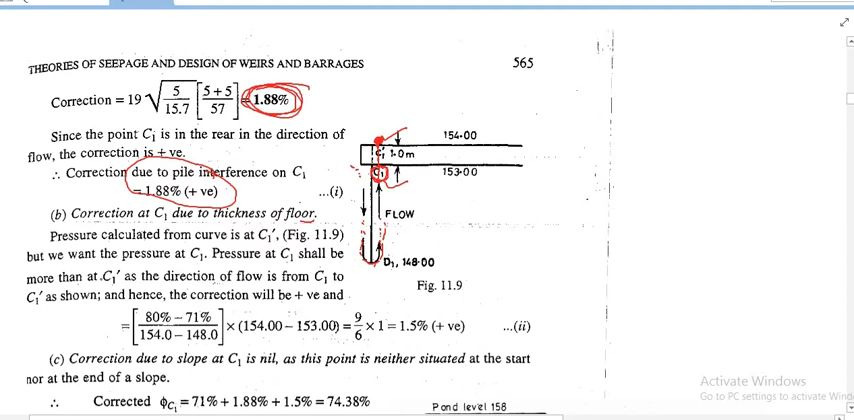 THEORIES OF SEEPAGE AND DESIGN OF WEIRS AND BARRAGES 565
Correction = 19 √(5/15.7) [(5 + 5)/57] = 1.88%
Since the point C₁ is in the rear in the direction of
flow, the correction is + ve.
∴ Correction due to pile interference on C₁
= 1.88% (+ ve) ...(i)
(b) Correction at C₁ due to thickness of floor.
Pressure calculated from curve is at C₁′, (Fig. 11.9)
but we want the pressure at C₁. Pressure at C₁ shall be
more than at C₁′ as the direction of flow is from C₁ to
C₁′ as shown; and hence, the correction will be + ve and
154.00
C₁′ 1.0m
153.00
C₁
FLOW
D₁, 148.00
Fig. 11.9
= [(80% − 71%)/(154.0 − 148.0)] × (154.00 − 153.00) = 9/6 × 1 = 1.5% (+ ve) ...(ii)
(c) Correction due to slope at C₁ is nil, as this point is neither situated at the start
nor at the end of a slope.
∴ Corrected ϕC₁ = 71% + 1.88% + 1.5% = 74.38%
Pond level 158
Activate Windows
Go to PC settings to activate Win